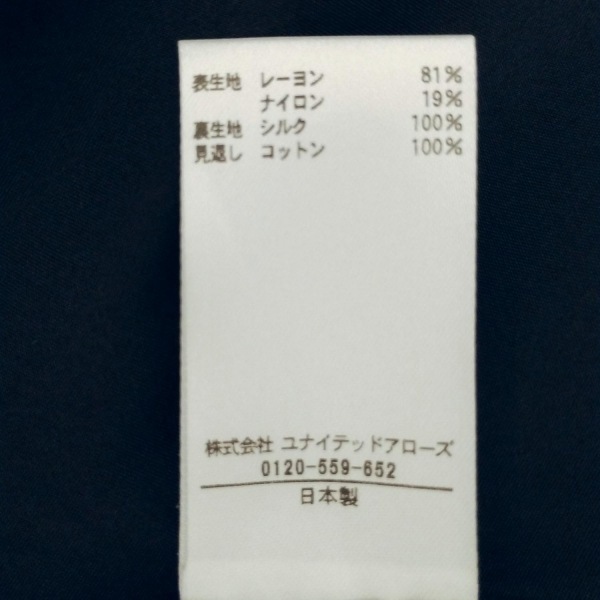 表生地 レーヨン 81%
ナイロン 19%
裏生地 シルク 100%
見返し コットン 100%
株式会社 ユナイテッドアローズ
0120-559-652
日本製